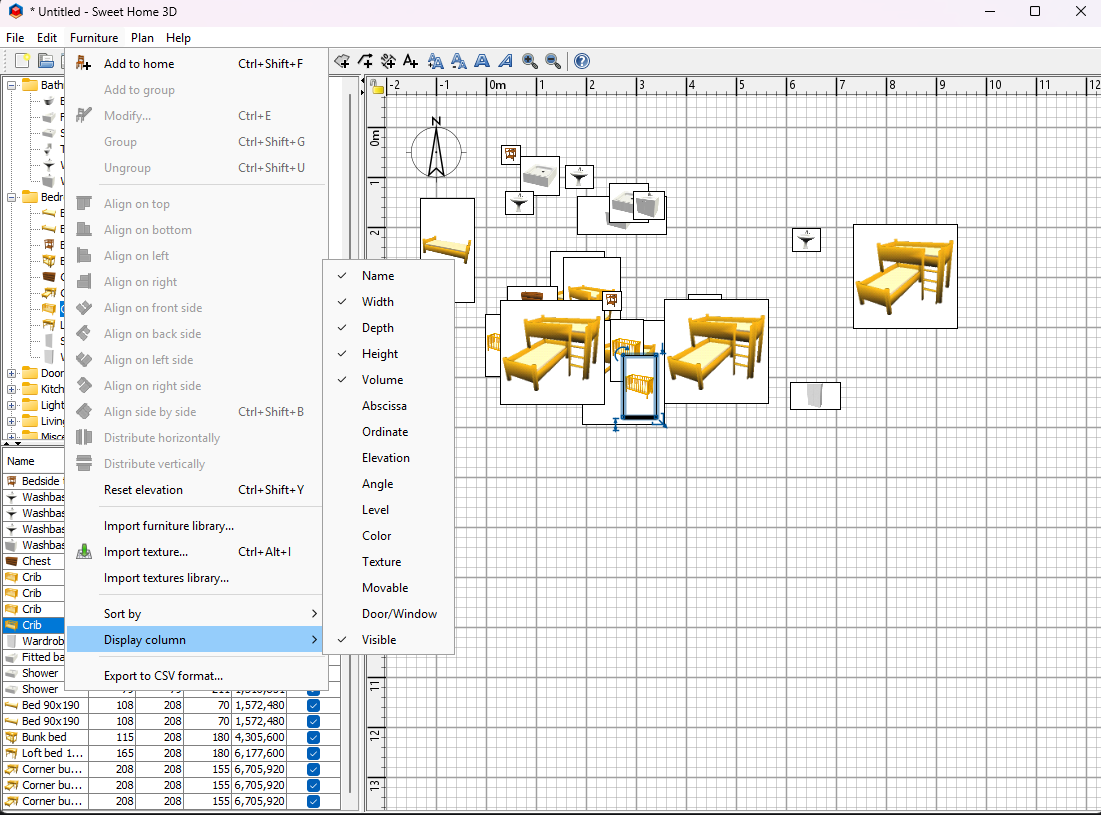 * Untitled - Sweet Home 3D
File Edit Furniture Plan Help
Add to home Ctrl+Shift+F
Add to group
Modify... Ctrl+E
Group Ctrl+Shift+G
Ungroup Ctrl+Shift+U
Align on top
Align on bottom
Align on left
Align on right
Align on front side
Align on back side
Align on left side
Align on right side
Align side by side Ctrl+Shift+B
Distribute horizontally
Distribute vertically
Reset elevation Ctrl+Shift+Y
Import furniture library...
Import texture... Ctrl+Alt+I
Import textures library...
Sort by
Display column
Export to CSV format...
Name
Width
Depth
Height
Volume
Abscissa
Ordinate
Elevation
Angle
Level
Color
Texture
Movable
Door/Window
Visible
-2 -1 0m 1 2 3 4 5 6 7 8 9 10 11 12
0m
1
2
11
12
13
N
Bath
Bedr
Door
Kitch
Light
Livin
Misce
Name
Bedside
Washbas
Washbas
Washbas
Washbas
Chest
Crib
Crib
Crib
Crib
Wardrob
Fitted ba
Shower
Shower
Bed 90x190 108 208 70 1,572,480
Bed 90x190 108 208 70 1,572,480
Bunk bed 115 208 180 4,305,600
Loft bed 1... 165 208 180 6,177,600
Corner bu... 208 208 155 6,705,920
Corner bu... 208 208 155 6,705,920
Corner bu... 208 208 155 6,705,920